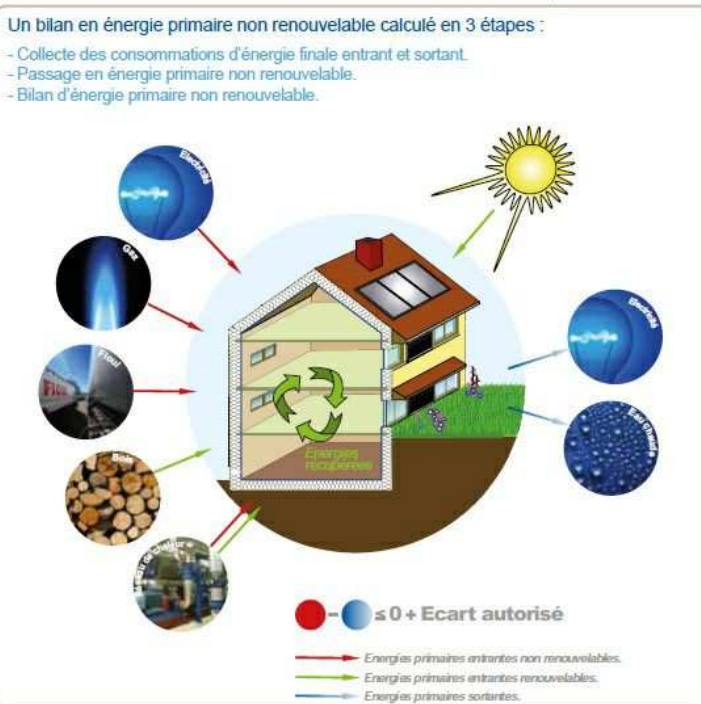 Un bilan en énergie primaire non renouvelable calculé en 3 étapes :
- Collecte des consommations d'énergie finale entrant et sortant.
- Passage en énergie primaire non renouvelable.
- Bilan d'énergie primaire non renouvelable.
Electricité
Gaz
Fioul
FIOUL
Bois
de chaleur
Energies
récupérées
Electricité
Eau chaude
- ≤ 0 + Ecart autorisé
Energies primaires entrantes non renouvelables.
Energies primaires entrantes renouvelables.
Energies primaires sortantes.